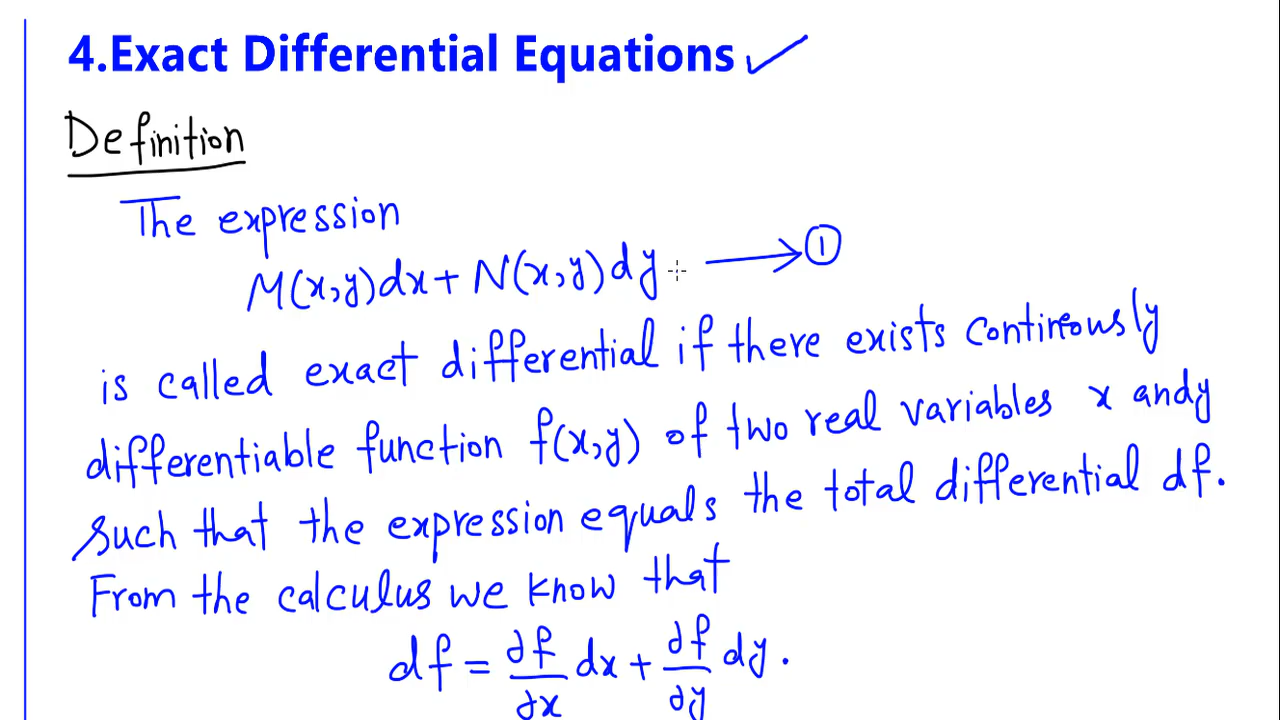 4.Exact Differential Equations
Definition
The expression
M(x,y)dx + N(x,y)dy ⟶ ①
is called exact differential if there exists continuously
differentiable function f(x,y) of two real variables x and y
such that the expression equals the total differential df.
From the calculus we know that
df = ∂f/∂x dx + ∂f/∂y dy.